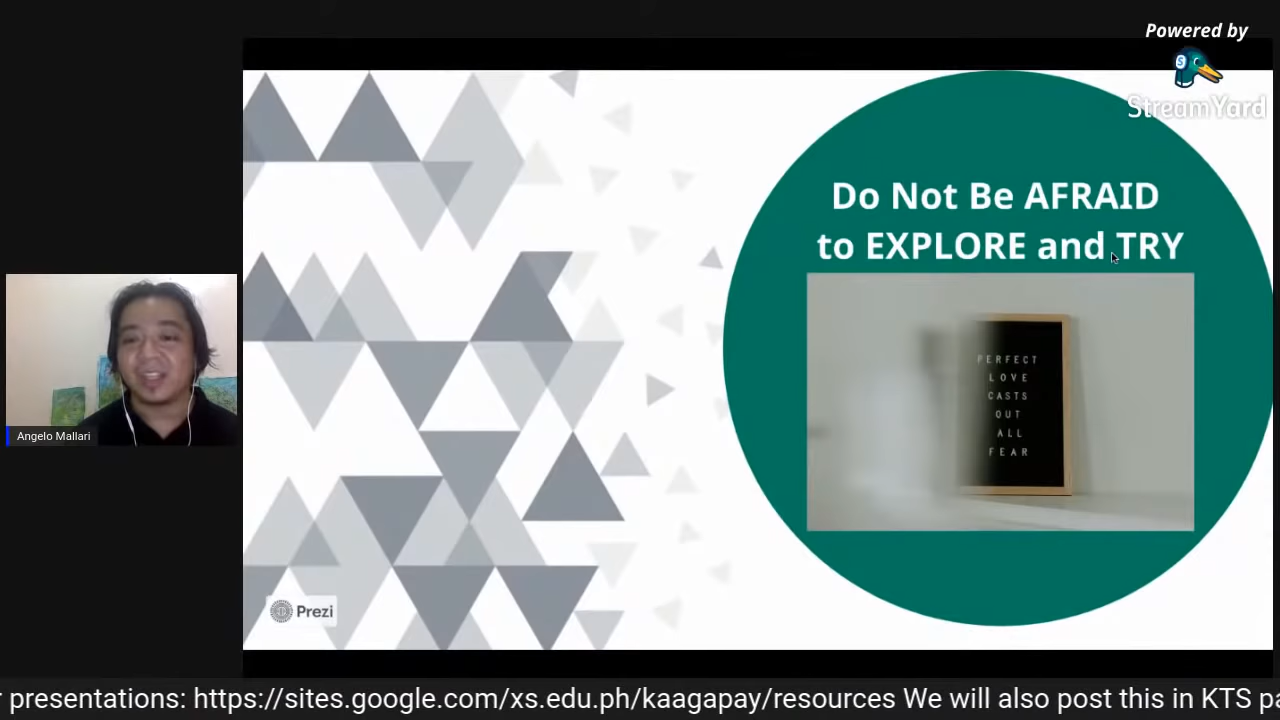 Powered by
StreamYard
Do Not Be AFRAID
to EXPLORE and TRY
PERFECT
LOVE
CASTS
OUT
ALL
FEAR
Angelo Mallari
Prezi
r presentations: https://sites.google.com/xs.edu.ph/kaagapay/resources We will also post this in KTS pa